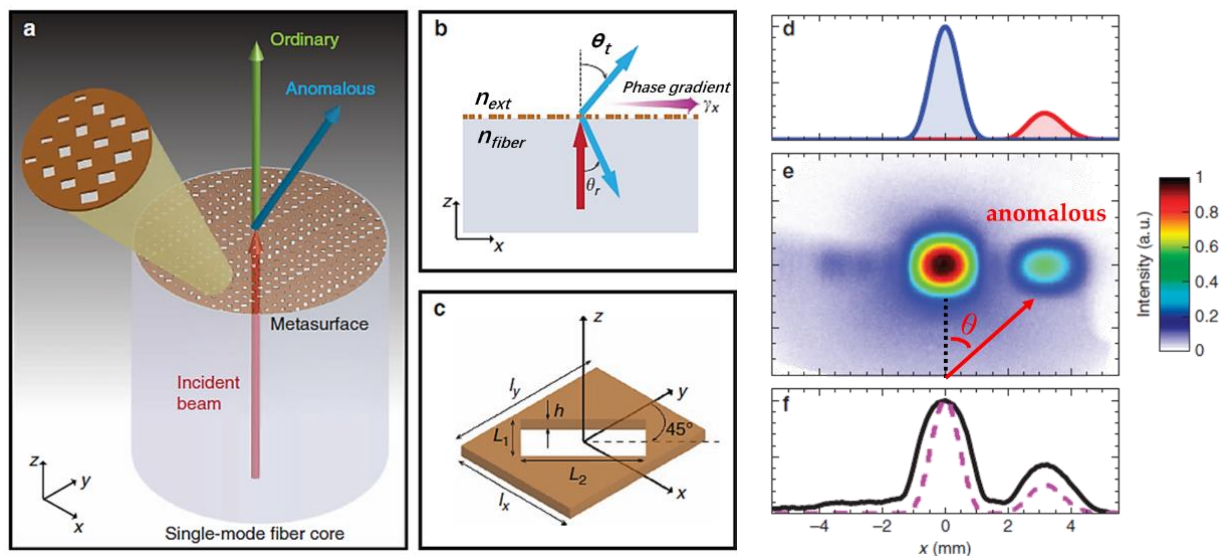 a
Ordinary
Anomalous
Metasurface
Incident
beam
z
y
x
Single-mode fiber core
b
θt
Phase gradient
γx
next
nfiber
θr
z
x
c
z
y
ly
h
L1
45°
L2
lx
x
d
e
anomalous
θ
1
0.8
0.6
0.4
0.2
0
Intensity (a.u.)
f
−4 −2 0 2 4
x (mm)